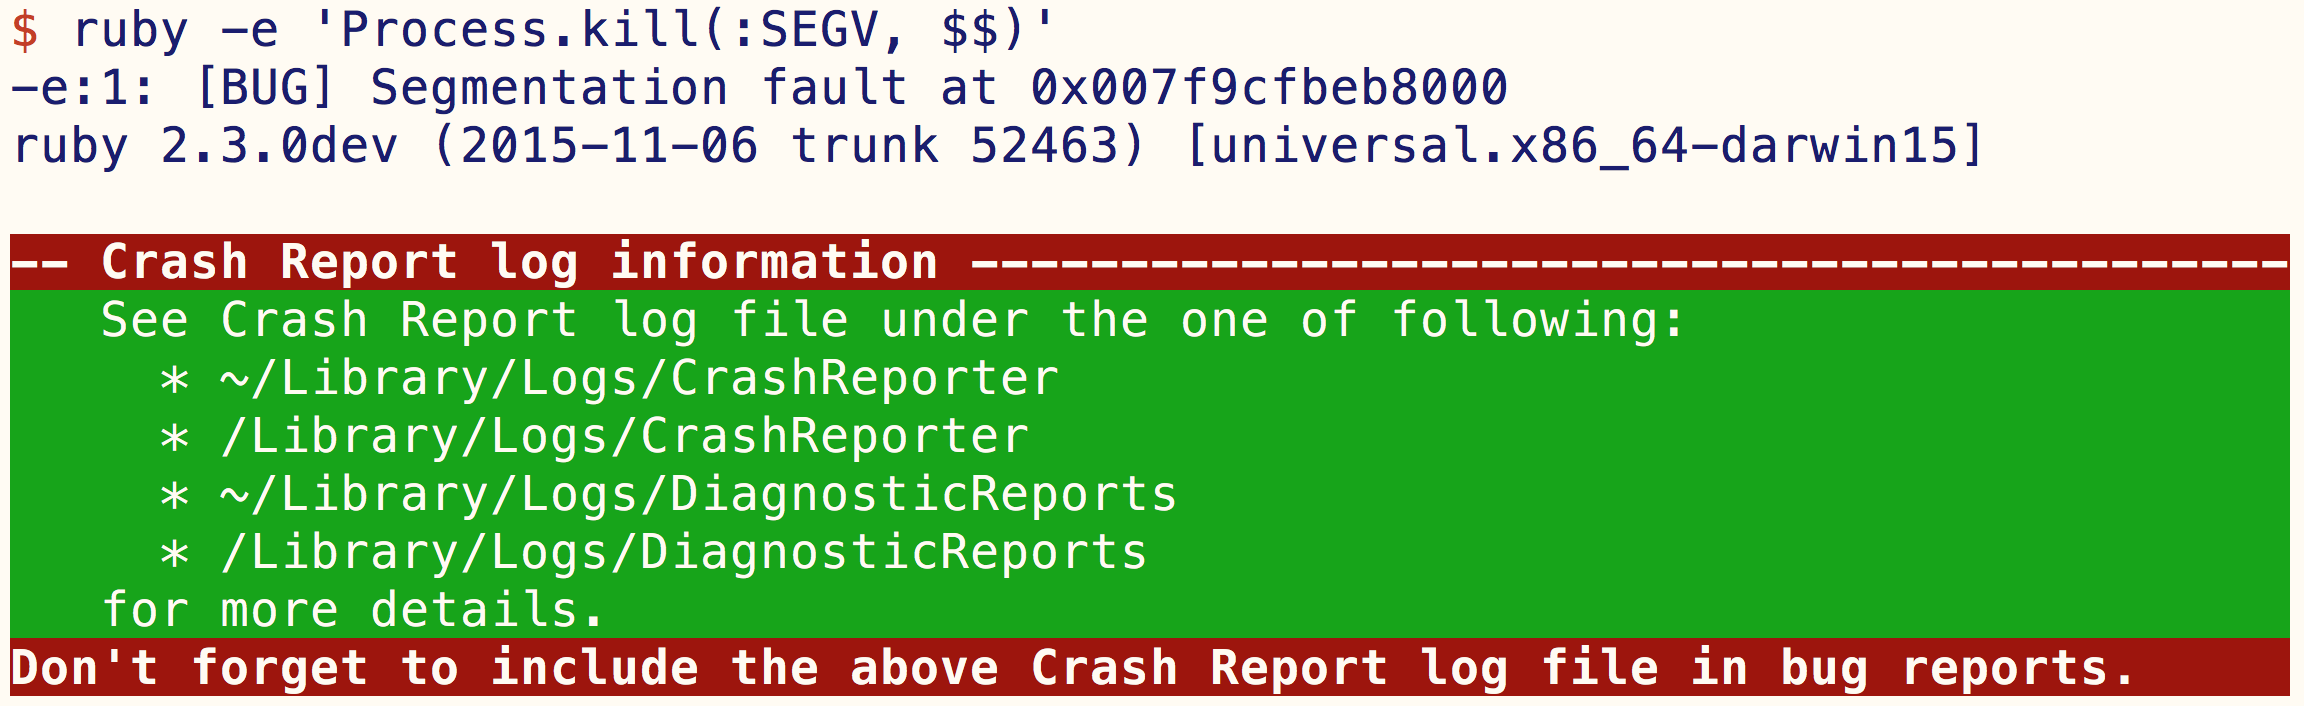 $ ruby -e 'Process.kill(:SEGV, $$)'
-e:1: [BUG] Segmentation fault at 0x007f9cfbeb8000
ruby 2.3.0dev (2015-11-06 trunk 52463) [universal.x86_64-darwin15]
-- Crash Report log information --------------------------------------------
See Crash Report log file under the one of following:
* ~/Library/Logs/CrashReporter
* /Library/Logs/CrashReporter
* ~/Library/Logs/DiagnosticReports
* /Library/Logs/DiagnosticReports
for more details.
Don't forget to include the above Crash Report log file in bug reports.